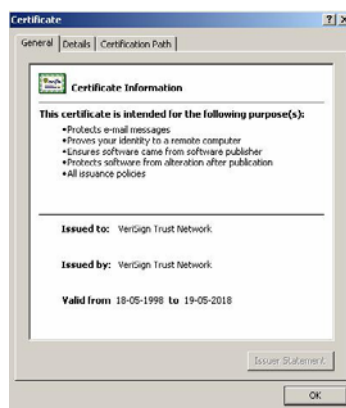 Certificate
General Details Certification Path
Certificate Information
This certificate is intended for the following purpose(s):
•Protects e-mail messages
•Proves your identity to a remote computer
•Ensures software came from software publisher
•Protects software from alteration after publication
•All issuance policies
Issued to: VeriSign Trust Network
Issued by: VeriSign Trust Network
Valid from 18-05-1998 to 19-05-2018
Issuer Statement
OK